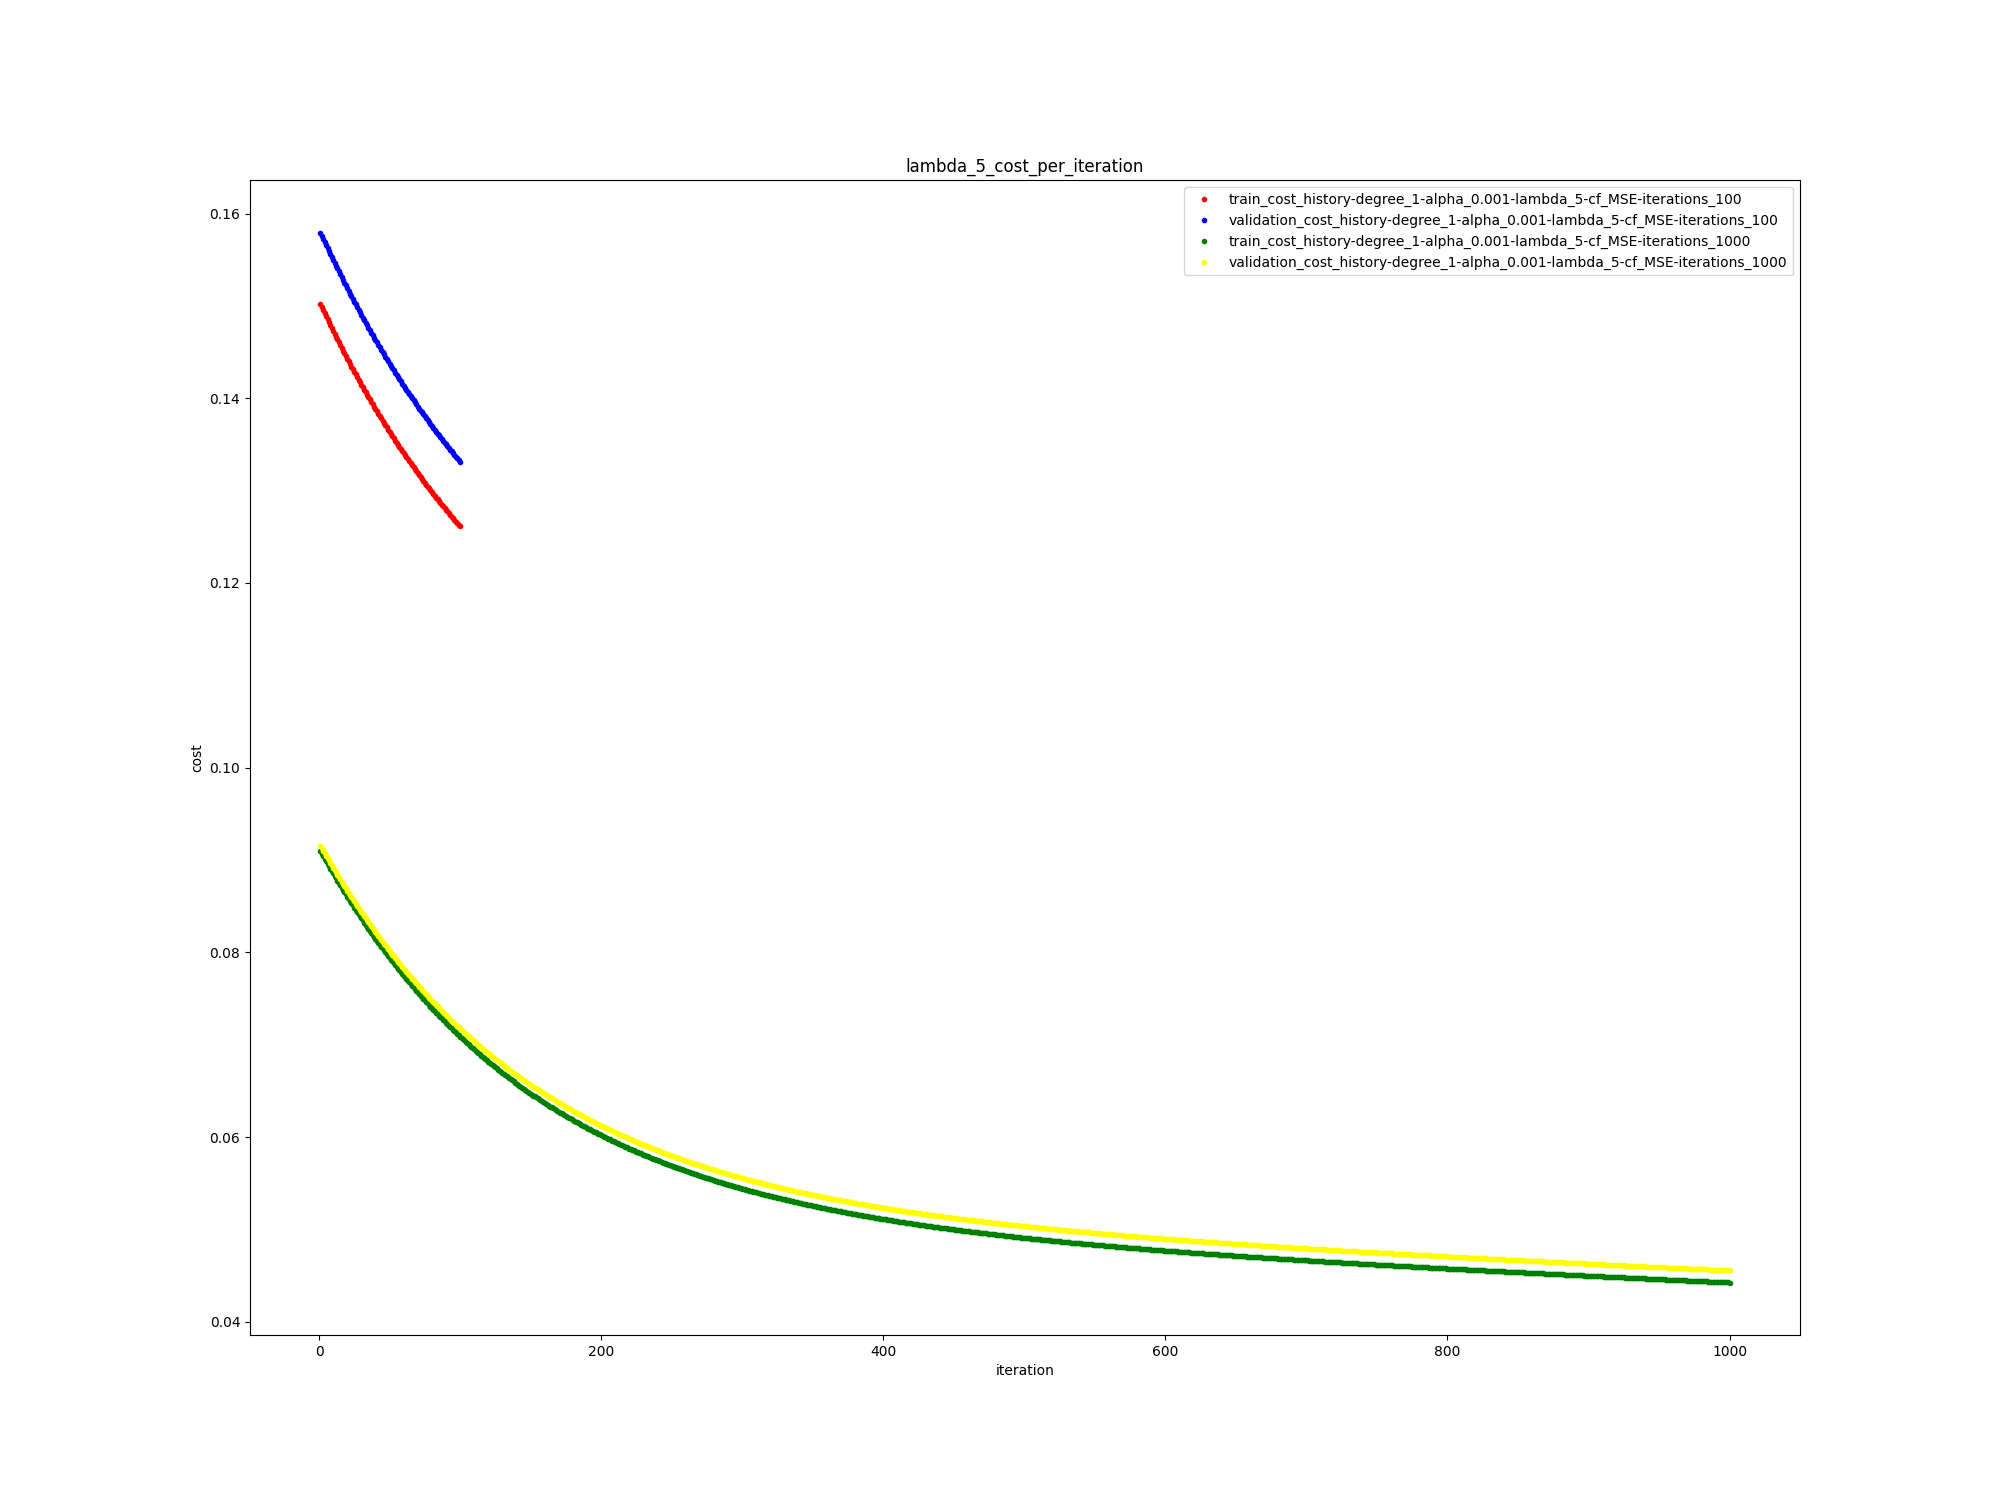 lambda_5_cost_per_iteration
train_cost_history-degree_1-alpha_0.001-lambda_5-cf_MSE-iterations_100
validation_cost_history-degree_1-alpha_0.001-lambda_5-cf_MSE-iterations_100
train_cost_history-degree_1-alpha_0.001-lambda_5-cf_MSE-iterations_1000
validation_cost_history-degree_1-alpha_0.001-lambda_5-cf_MSE-iterations_1000
0.16
0.14
0.12
0.10
0.08
0.06
0.04
cost
0 200 400 600 800 1000
iteration